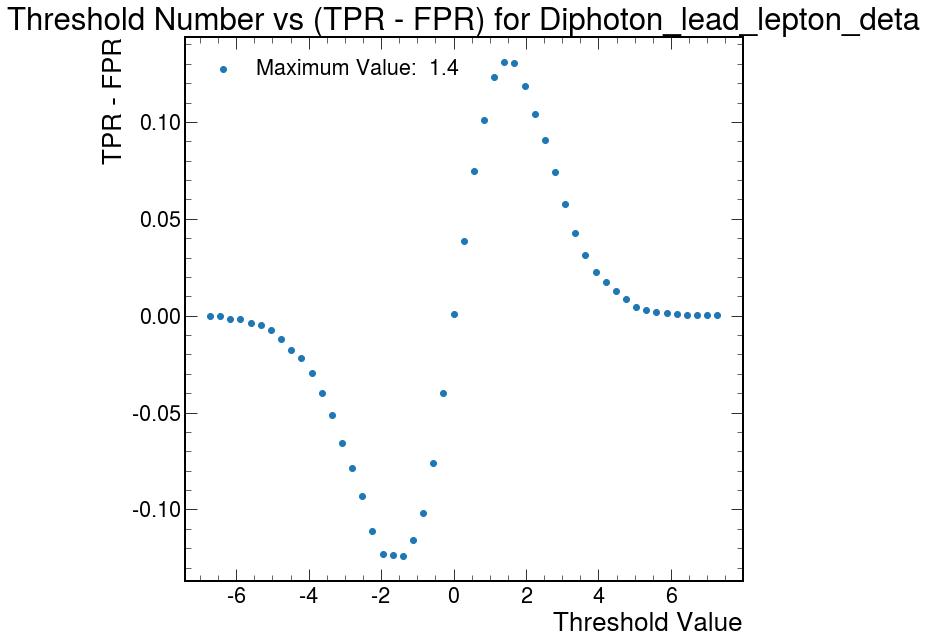 Threshold Number vs (TPR - FPR) for Diphoton_lead_lepton_deta
TPR - FPR
Maximum Value:  1.4
0.10
0.05
0.00
-0.05
-0.10
-6 -4 -2 0 2 4 6
Threshold Value